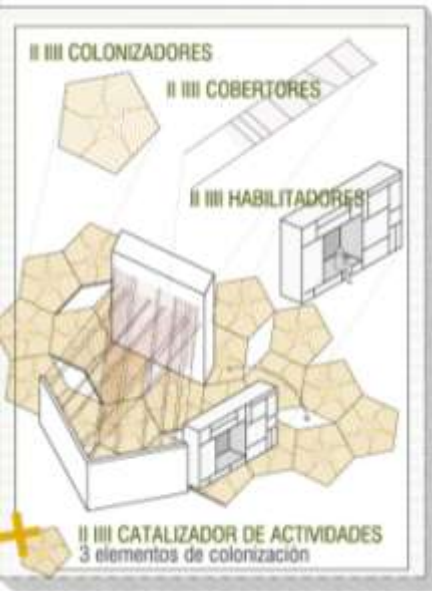 II IIII COLONIZADORES
II IIII COBERTORES
II IIII HABILITADORES
II IIII CATALIZADOR DE ACTIVIDADES
3 elementos de colonización